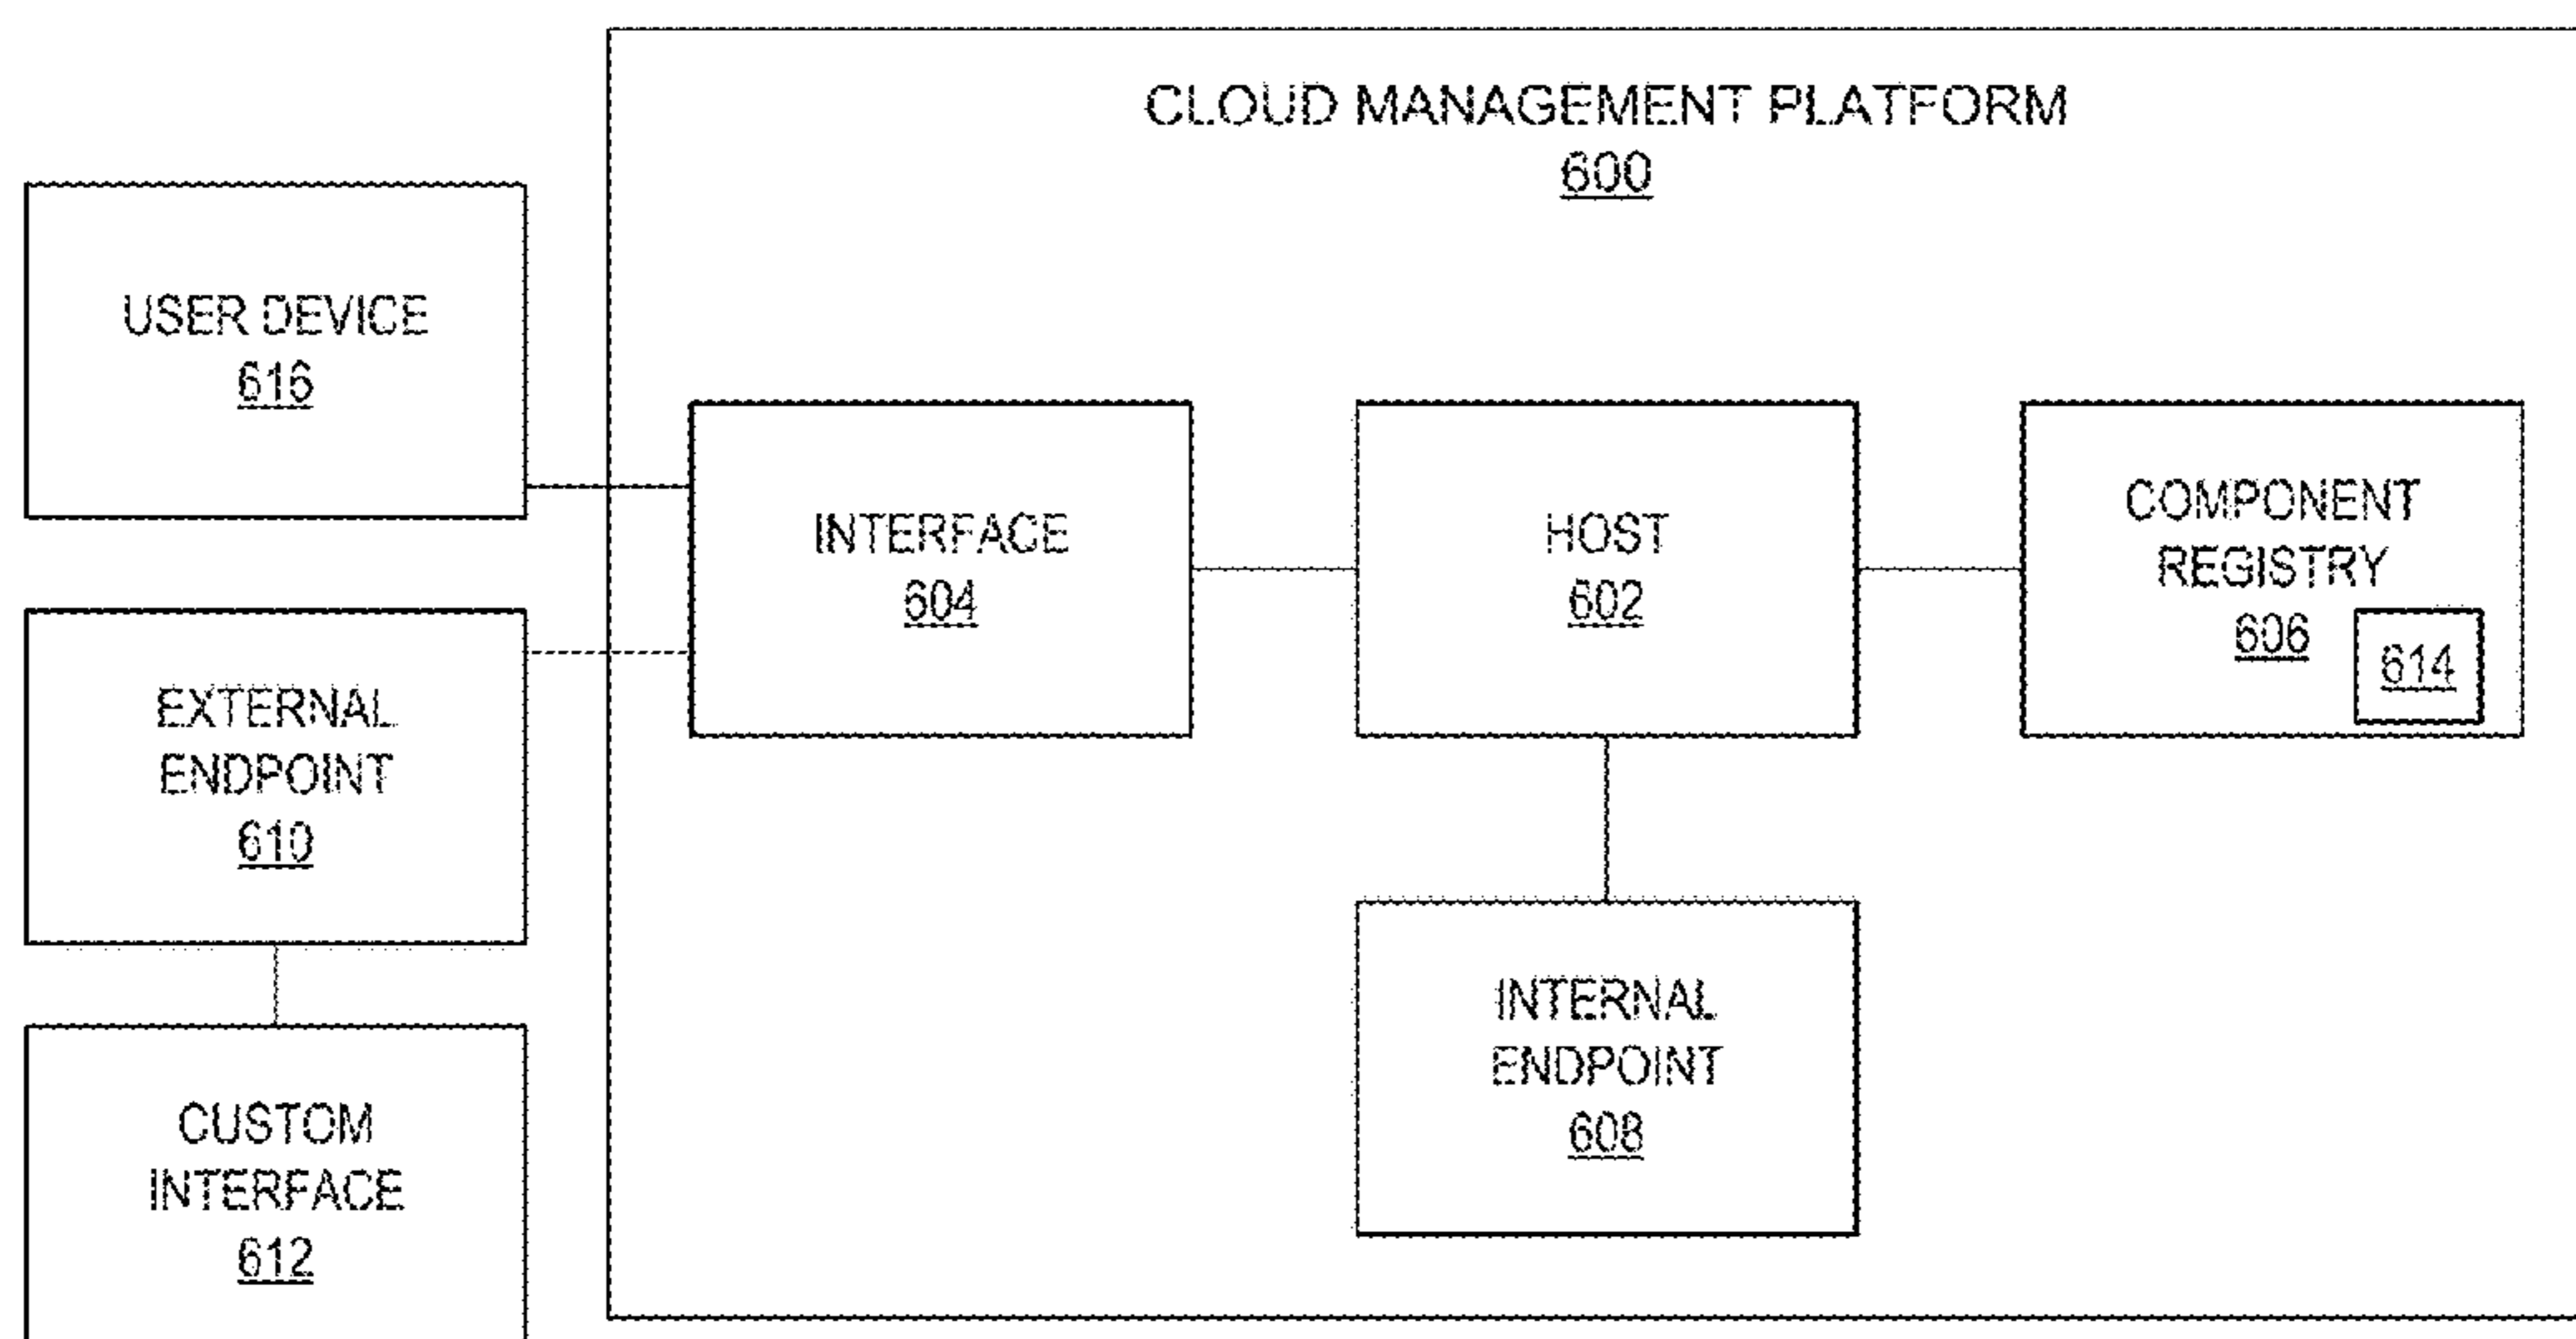 CLOUD MANAGEMENT PLATFORM
600
USER DEVICE
616
INTERFACE
604
HOST
602
COMPONENT
REGISTRY
606
614
EXTERNAL
ENDPOINT
610
INTERNAL
ENDPOINT
608
CUSTOM
INTERFACE
612